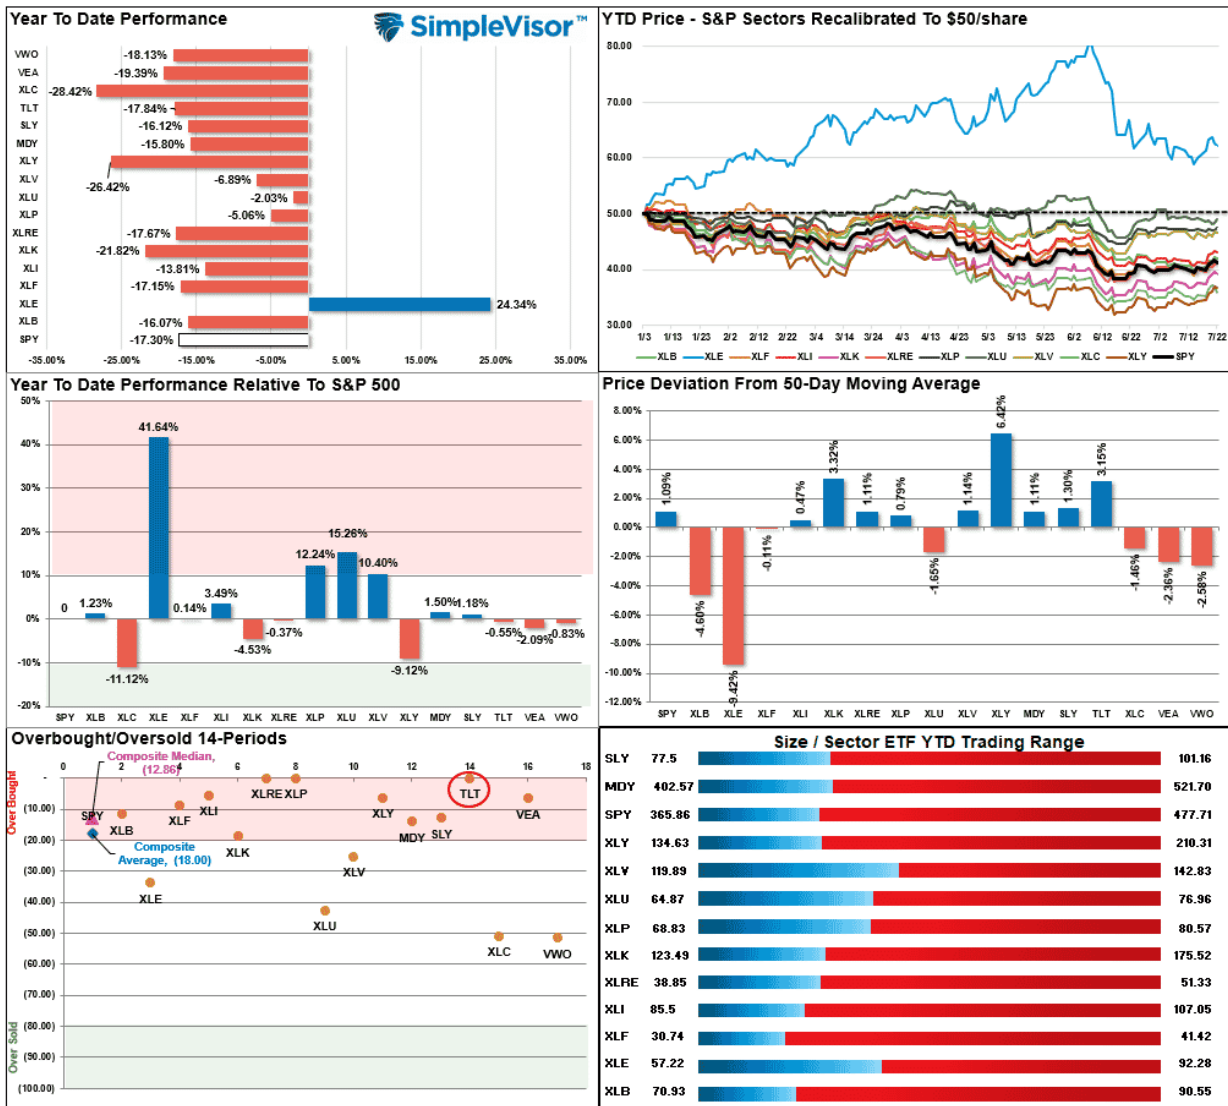 Year To Date Performance
SimpleVisor™
VWO -18.13%
VEA -19.39%
XLC -28.42%
TLT -17.84%
SLY -16.12%
MDY -15.80%
XLY -26.42%
XLV -6.89%
XLU -2.03%
XLP -5.06%
XLRE -17.67%
XLK -21.82%
XLI -13.81%
XLF -17.15%
XLE 24.34%
XLB -16.07%
SPY -17.30%
-35.00% -25.00% -15.00% -5.00% 5.00% 15.00% 25.00% 35.00%
YTD Price - S&P Sectors Recalibrated To $50/share
80.00
70.00
60.00
50.00
40.00
30.00
1/3 1/13 1/23 2/2 2/12 2/22 3/4 3/14 3/24 4/3 4/13 4/23 5/3 5/13 5/23 6/2 6/12 6/22 7/2 7/12 7/22
XLB XLE XLF XLI XLK XLRE XLP XLU XLV XLC XLY SPY
Year To Date Performance Relative To S&P 500
50%
40%
30%
20%
10%
0%
-10%
-20%
0 1.23% -11.12% 41.64% 0.14% 3.49% -4.53% -0.37% 12.24% 15.26% 10.40% -9.12% 1.50% 1.18% -0.55% -2.09% -0.83%
SPY XLB XLC XLE XLF XLI XLK XLRE XLP XLU XLV XLY MDY SLY TLT VEA VWO
Price Deviation From 50-Day Moving Average
8.00%
6.00%
4.00%
2.00%
0.00%
-2.00%
-4.00%
-6.00%
-8.00%
-10.00%
-12.00%
1.09% -4.60% -9.42% -0.11% 0.47% 3.32% 1.11% 0.79% -1.65% 1.14% 6.42% 1.11% 1.30% 3.15% -1.46% -2.36% -2.58%
SPY XLB XLE XLF XLI XLK XLRE XLP XLU XLV XLY MDY SLY TLT XLC VEA VWO
Overbought/Oversold 14-Periods
Composite Median, (12.86)
0 2 4 6 8 10 12 14 16 18
Over Bought
Over Sold
-
(10.00)
(20.00)
(30.00)
(40.00)
(50.00)
(60.00)
(70.00)
(80.00)
(90.00)
(100.00)
SPY
XLB
XLE
XLF
XLI
XLK
XLRE
XLP
XLU
XLV
XLY
MDY
SLY
TLT
XLC
VEA
VWO
Composite Average, (18.00)
Size / Sector ETF YTD Trading Range
SLY 77.5 101.16
MDY 402.57 521.70
SPY 365.86 477.71
XLY 134.63 210.31
XLV 119.89 142.83
XLU 64.87 76.96
XLP 68.83 80.57
XLK 123.49 175.52
XLRE 38.85 51.33
XLI 85.5 107.05
XLF 30.74 41.42
XLE 57.22 92.28
XLB 70.93 90.55